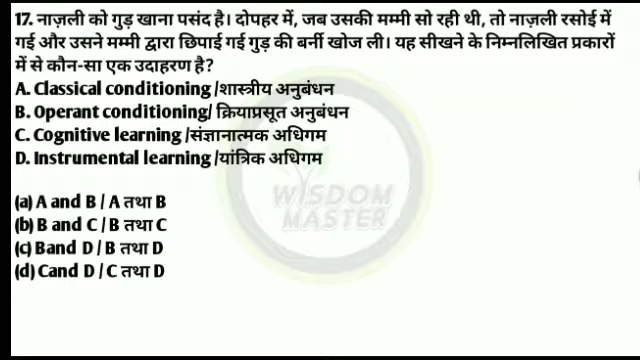 17. नाज़ली को गुड़ खाना पसंद है। दोपहर में, जब उसकी मम्मी सो रही थी, तो नाज़ली रसोई में
गई और उसने मम्मी द्वारा छिपाई गई गुड़ की बर्नी खोज ली। यह सीखने के निम्नलिखित प्रकारों
में से कौन-सा एक उदाहरण है?
A. Classical conditioning /शास्त्रीय अनुबंधन
B. Operant conditioning/ क्रियाप्रसूत अनुबंधन
C. Cognitive learning /संज्ञानात्मक अधिगम
D. Instrumental learning /यांत्रिक अधिगम
(a) A and B / A तथा B
(b) B and C / B तथा C
(c) Band D / B तथा D
(d) Cand D / C तथा D
WISDOM
MASTER